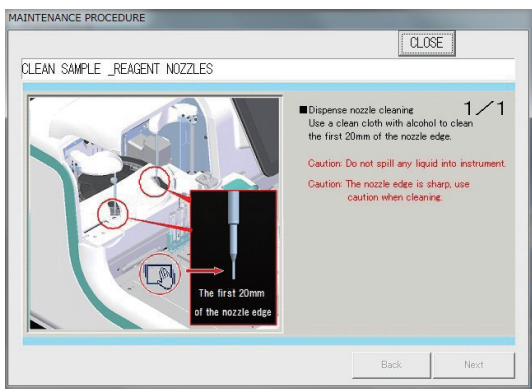 MAINTENANCE PROCEDURE
CLOSE
CLEAN SAMPLE _REAGENT NOZZLES
■Dispense nozzle cleaning 1/1
Use a clean cloth with alcohol to clean
the first 20mm of the nozzle edge.
Caution: Do not spill any liquid into instrument.
Caution: The nozzle edge is sharp, use
caution when cleaning.
The first 20mm
of the nozzle edge
Back Next